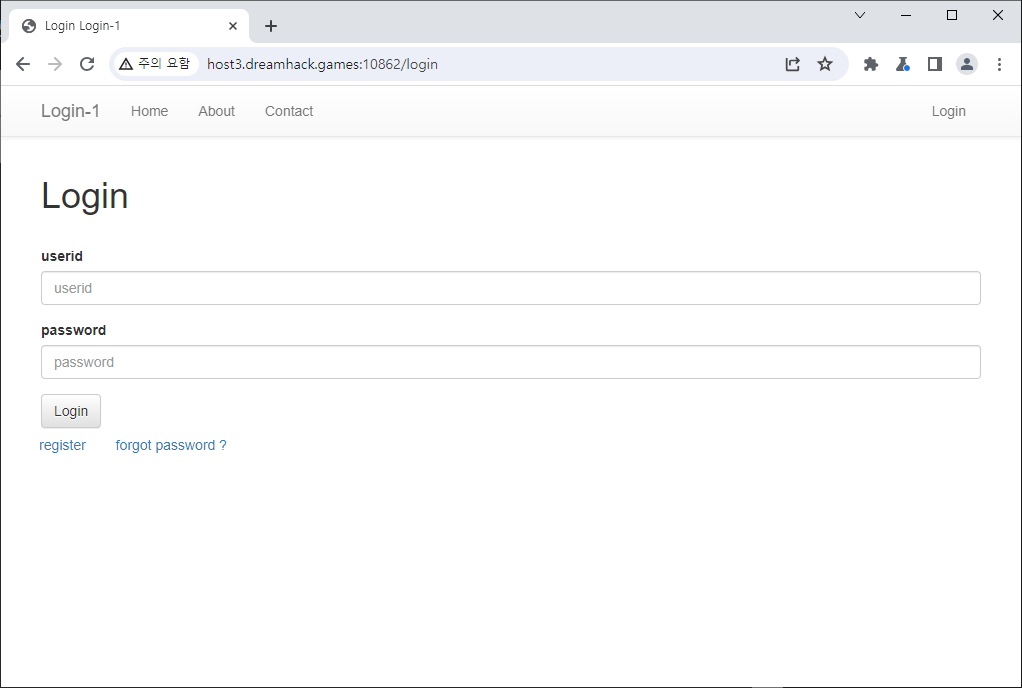 Login Login-1
주의 요함 host3.dreamhack.games:10862/login
Login-1 Home About Contact Login
Login
userid
userid
password
password
Login
register forgot password ?